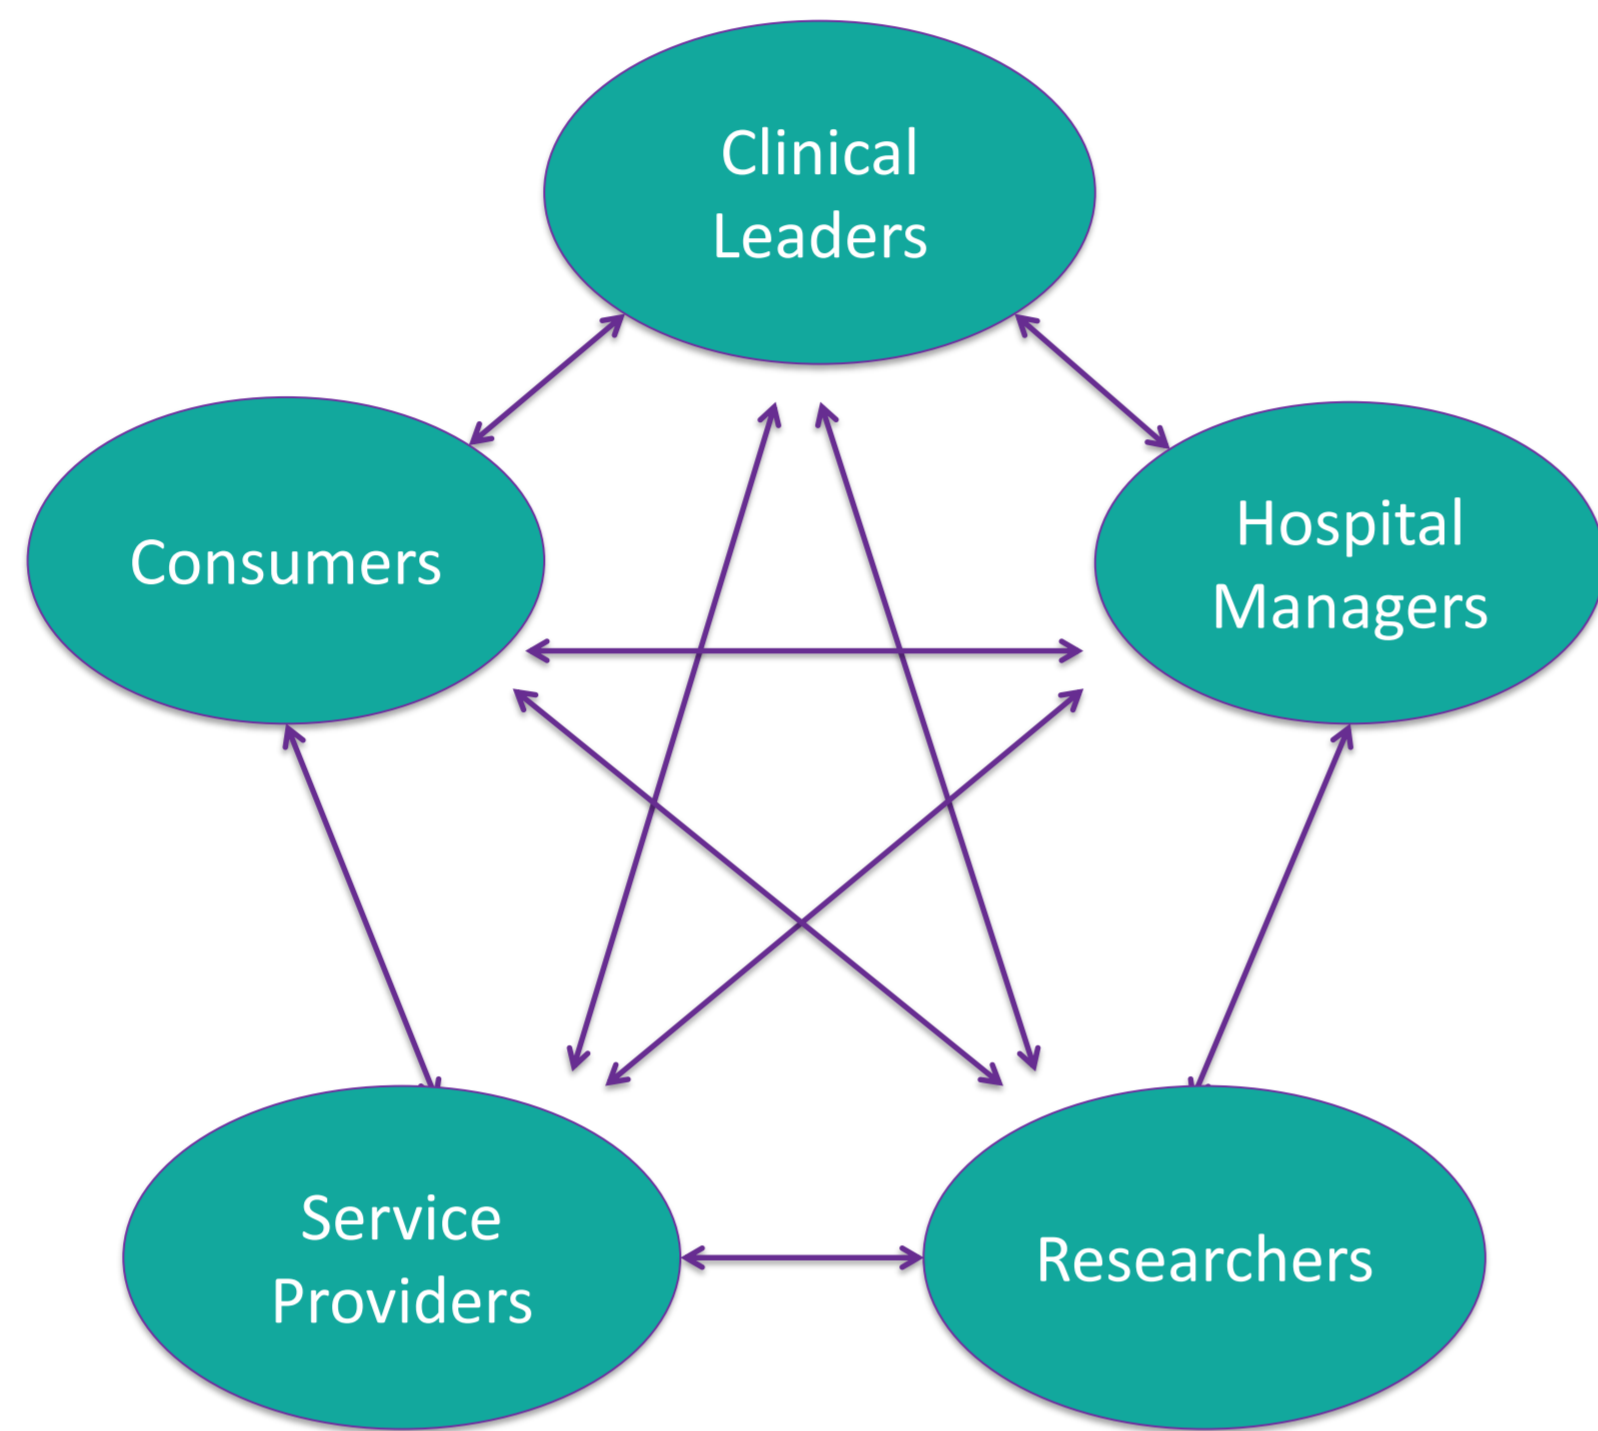 Clinical
Leaders
Consumers
Hospital
Managers
Service
Providers
Researchers